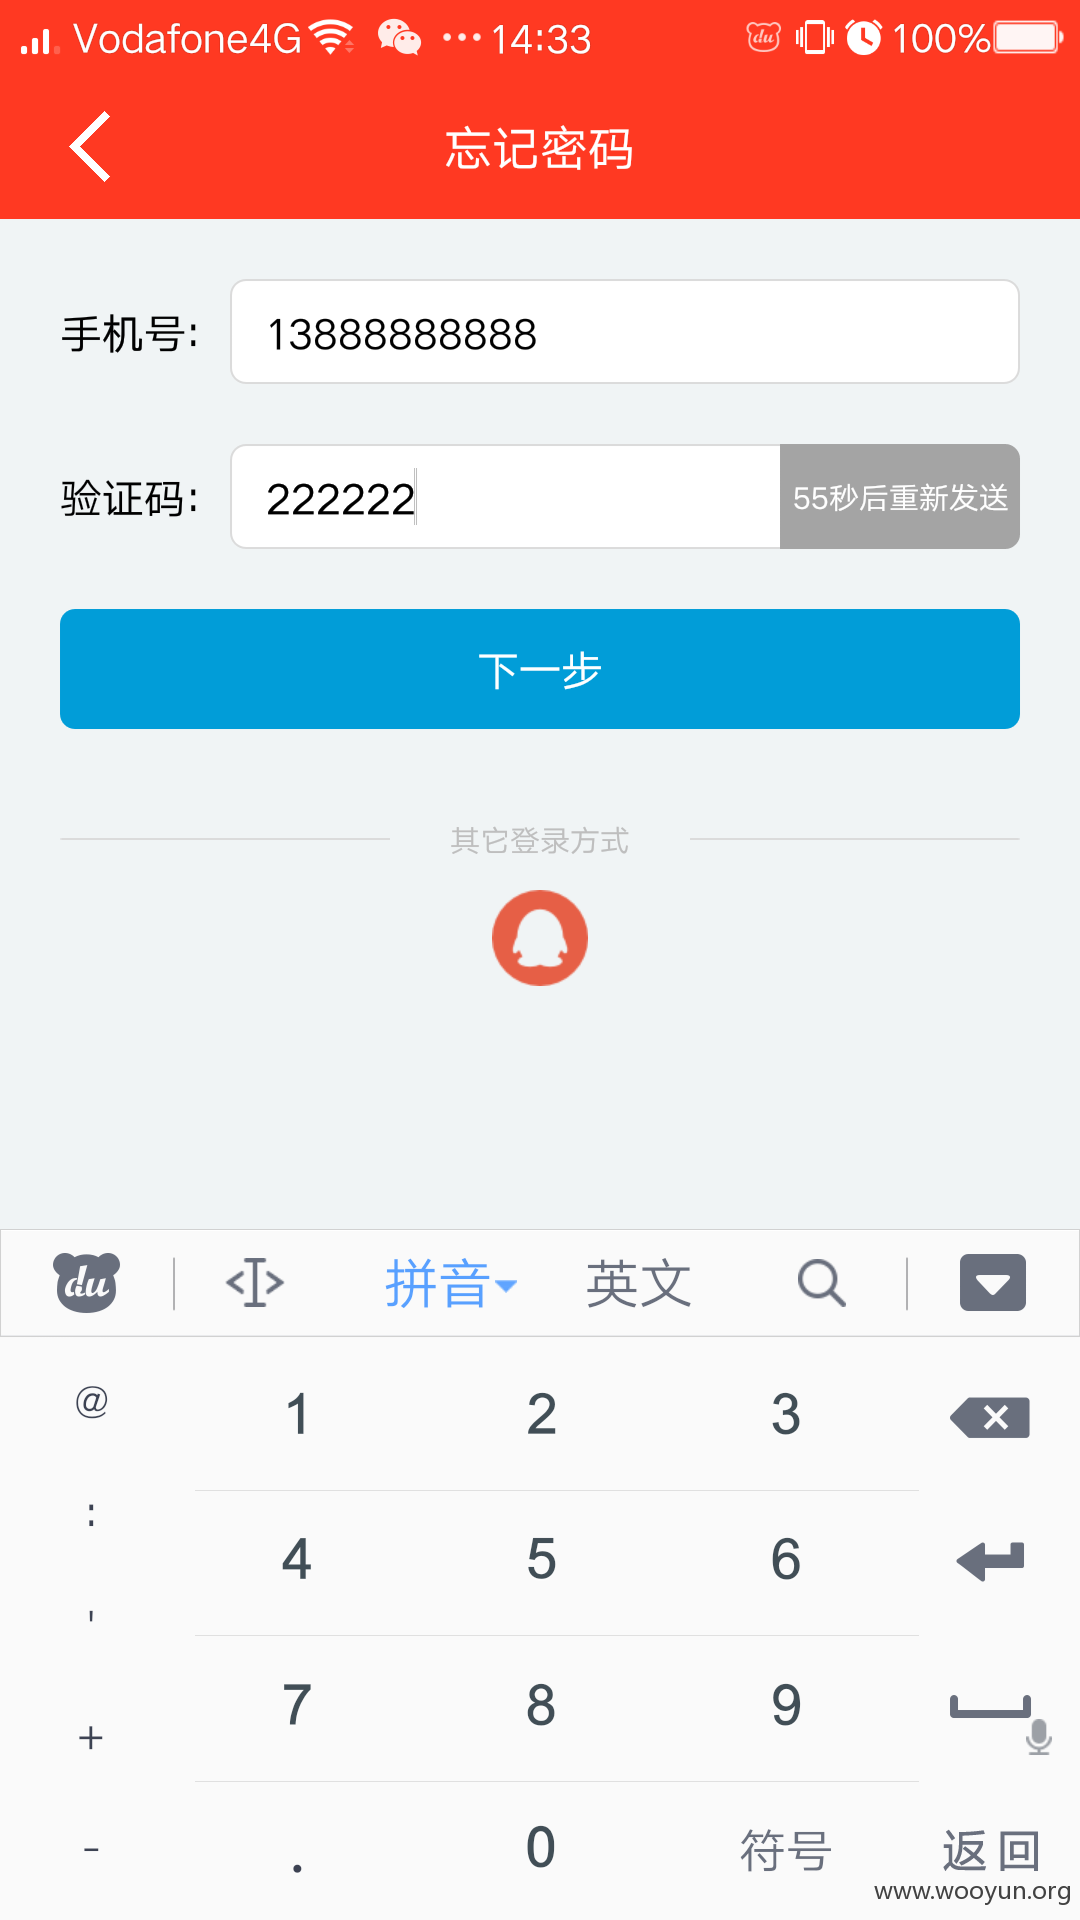 Vodafone4G ··· 14:33 du 100%
忘记密码
手机号: 13888888888
验证码: 222222 55秒后重新发送
下一步
其它登录方式
du 拼音 英文
@ 1 2 3
: 4 5 6
'
7 8 9
+
- . 0 符号 返回
www.wooyun.org